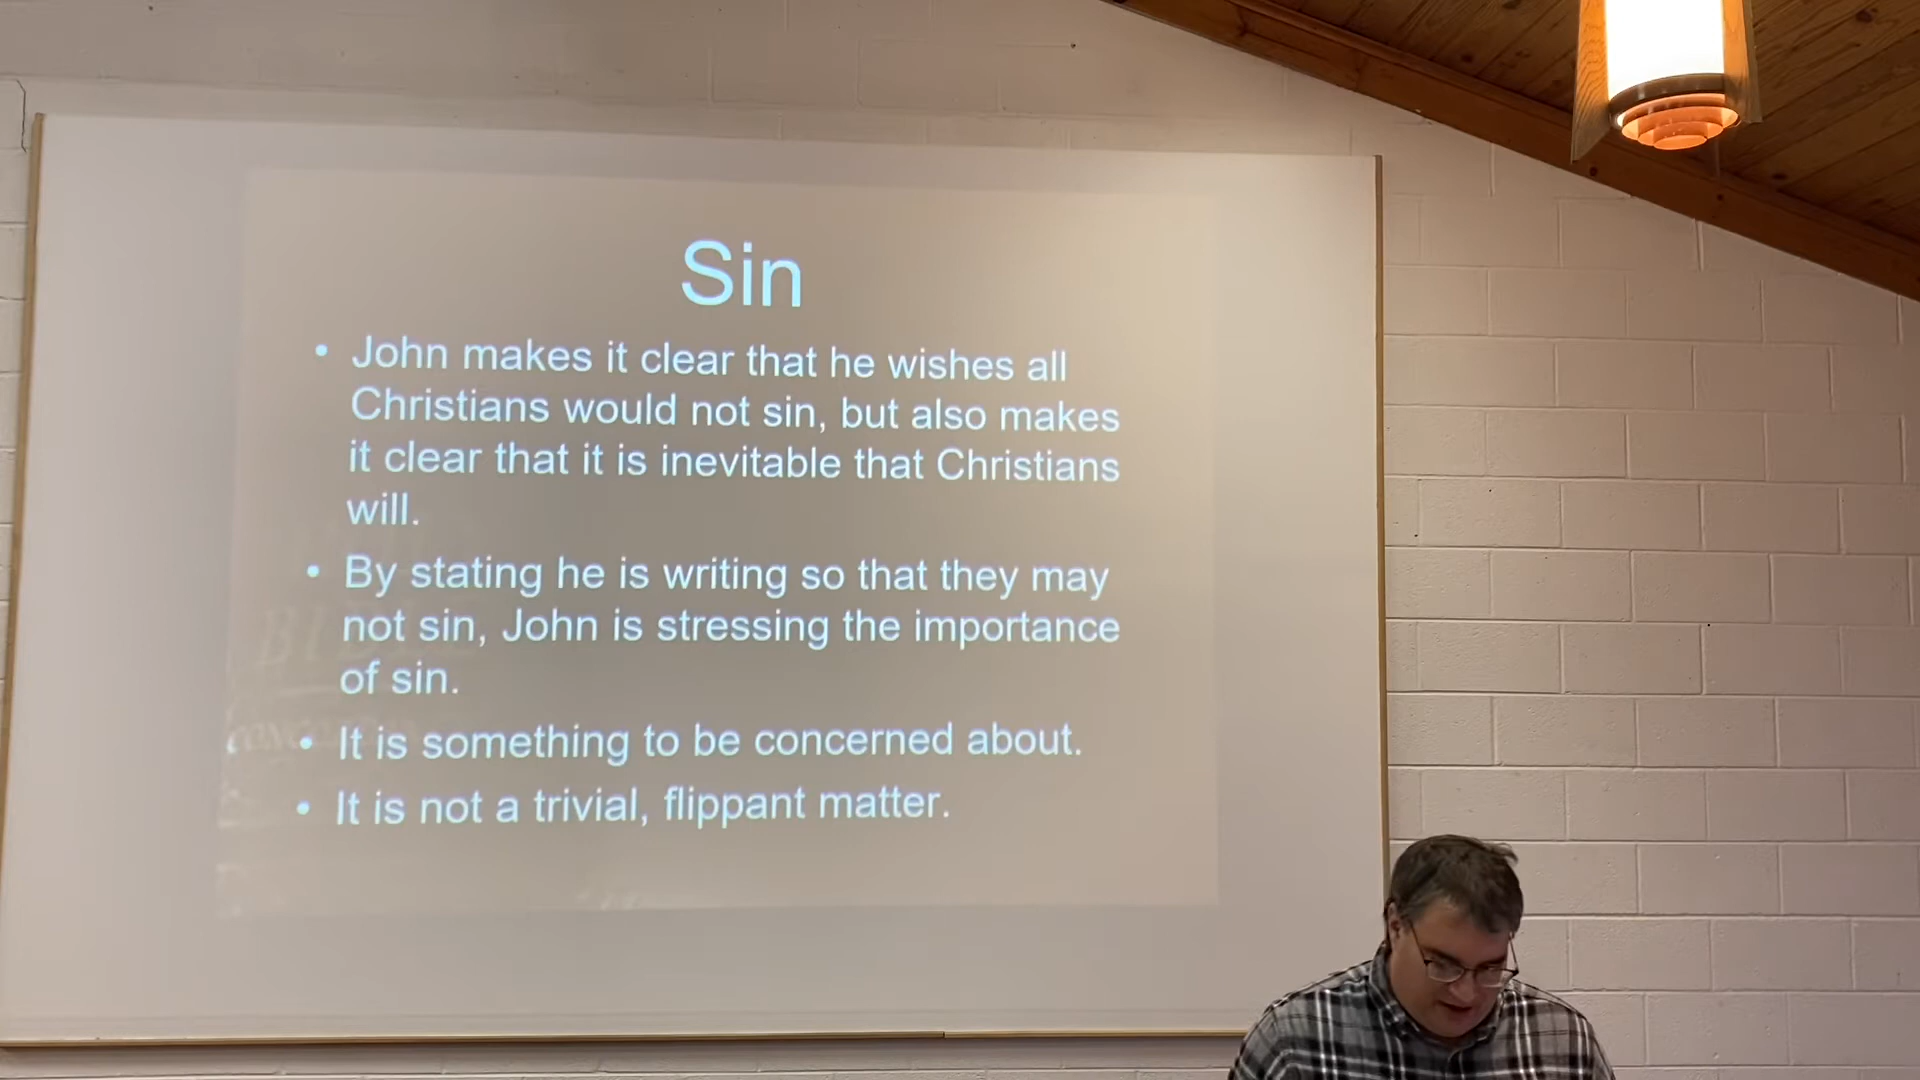 Sin
• John makes it clear that he wishes all
Christians would not sin, but also makes
it clear that it is inevitable that Christians
will.
• By stating he is writing so that they may
not sin, John is stressing the importance
of sin.
• It is something to be concerned about.
• It is not a trivial, flippant matter.